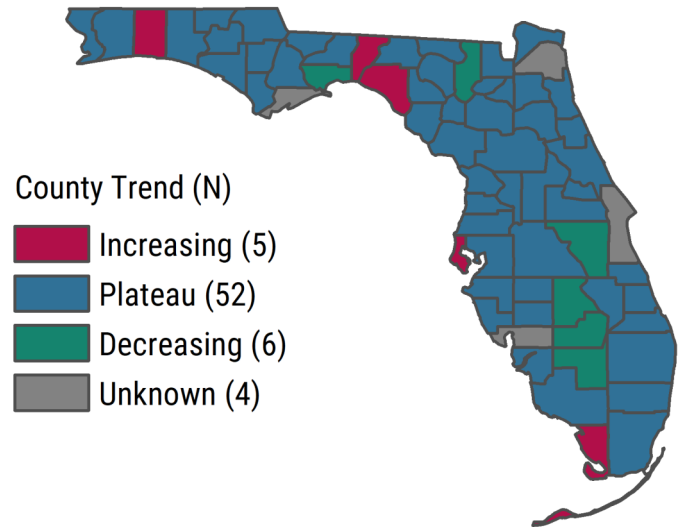 County Trend (N)
Increasing (5)
Plateau (52)
Decreasing (6)
Unknown (4)